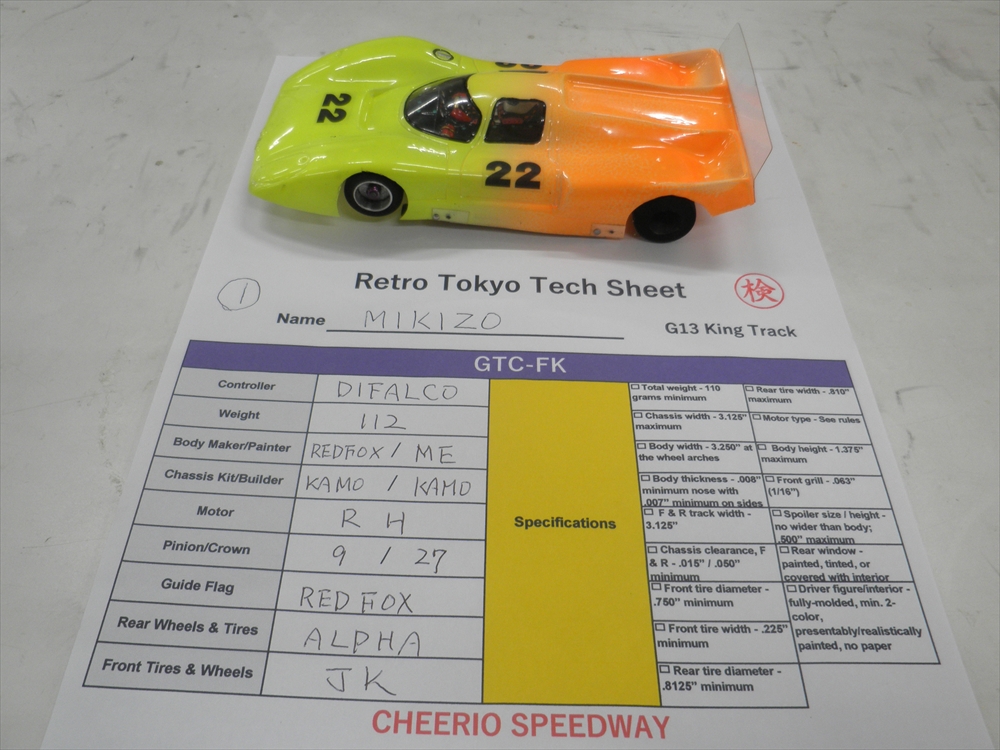 22
22
Retro Tokyo Tech Sheet
検
1
Name MIKIZO
G13 King Track
GTC-FK
Controller DIFALCO
Weight 112
Body Maker/Painter REDFOX / ME
Chassis Kit/Builder KAMO / KAMO
Motor R H
Pinion/Crown 9 / 27
Guide Flag RED FOX
Rear Wheels & Tires ALPHA
Front Tires & Wheels JK
Specifications
☐ Total weight - 110
grams minimum
☐ Rear tire width - .810"
maximum
☐ Chassis width - 3.125"
maximum
☐ Motor type - See rules
☐ Body width - 3.250" at
the wheel arches
☐ Body height - 1.375"
maximum
☐ Body thickness - .008"
minimum nose with
.007" minimum on sides
☐ Front grill - .063"
(1/16")
☐ F & R track width -
3.125"
☐ Spoiler size / height -
no wider than body;
.500" maximum
☐ Chassis clearance, F
& R - .015" / .050"
minimum
☐ Rear window -
painted, tinted, or
covered with interior
☐ Front tire diameter -
.750" minimum
☐ Driver figure/interior -
fully-molded, min. 2-
color,
presentably/realistically
painted, no paper
☐ Front tire width - .225"
minimum
☐ Rear tire diameter -
.8125" minimum
CHEERIO SPEEDWAY